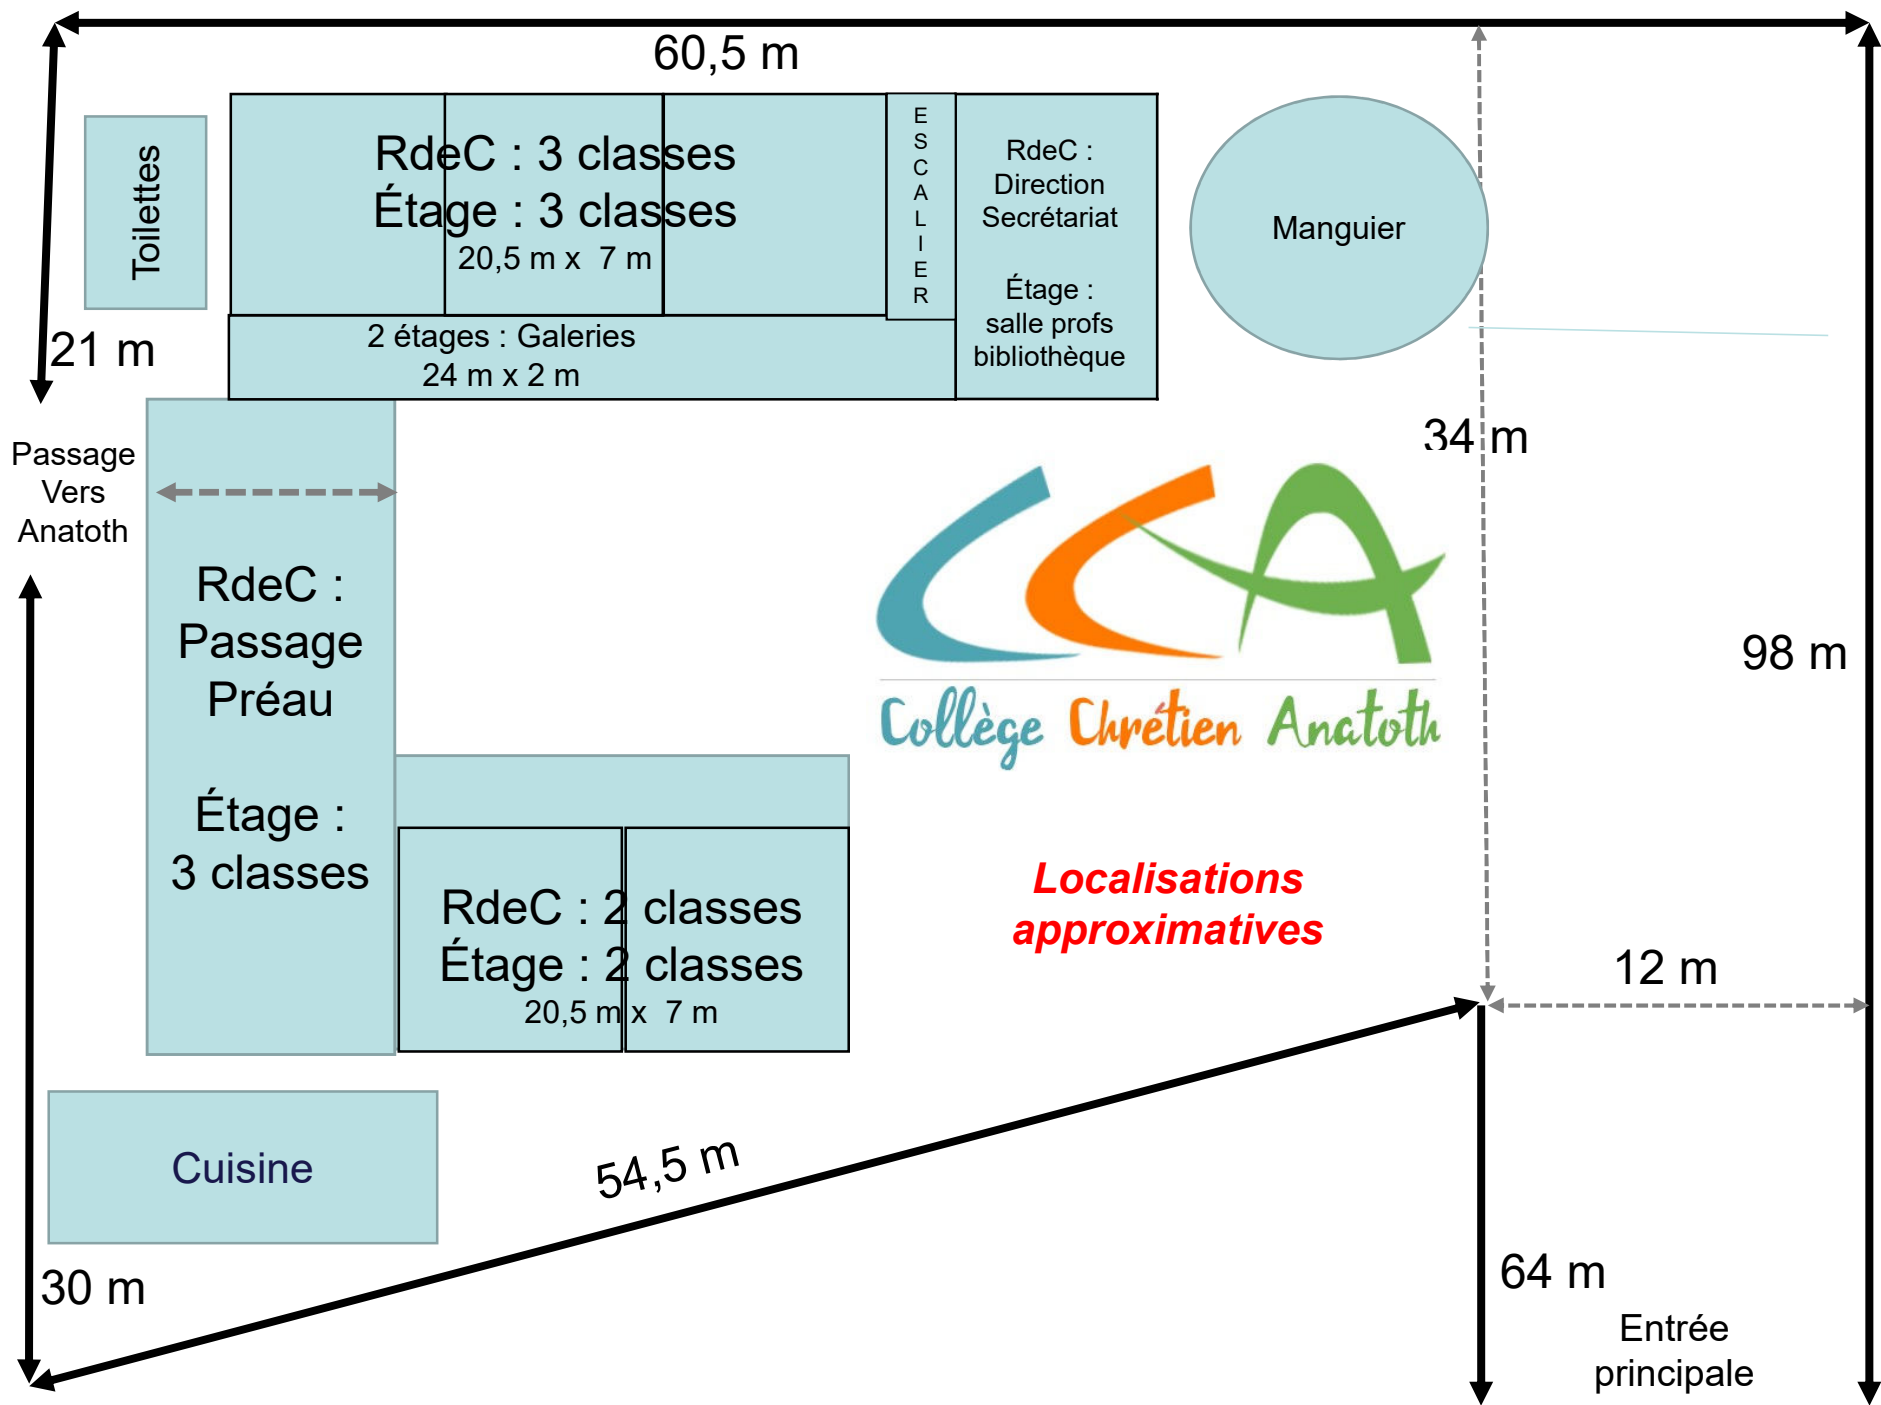 60,5 m
Toilettes
RdeC : 3 classes
Étage : 3 classes
20,5 m x 7 m
ESCALIER
RdeC :
Direction
Secrétariat
Étage :
salle profs
bibliothèque
Manguier
2 étages : Galeries
24 m x 2 m
21 m
34 m
Passage
Vers
Anatoth
RdeC :
Passage
Préau
Étage :
3 classes
Collège Chrétien Anatoth
98 m
RdeC : 2 classes
Étage : 2 classes
20,5 m x 7 m
Localisations
approximatives
12 m
Cuisine
54,5 m
30 m
64 m
Entrée
principale